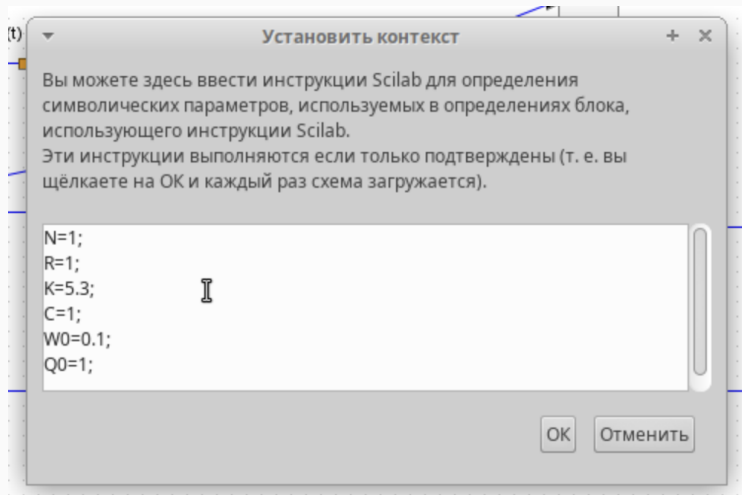 (t)
Установить контекст
Вы можете здесь ввести инструкции Scilab для определения
символических параметров, используемых в определениях блока,
использующего инструкции Scilab.
Эти инструкции выполняются если только подтверждены (т. е. вы
щёлкаете на ОК и каждый раз схема загружается).
N=1;
R=1;
K=5.3;
C=1;
W0=0.1;
Q0=1;
ОК
Отменить